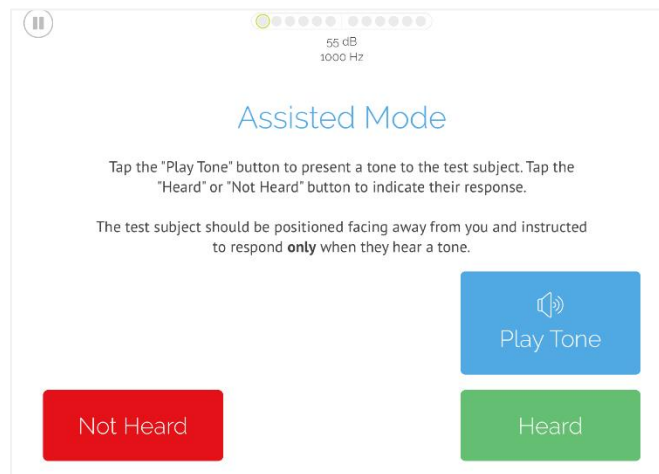 55 dB
1000 Hz
Assisted Mode
Tap the "Play Tone" button to present a tone to the test subject. Tap the
"Heard" or "Not Heard" button to indicate their response.
The test subject should be positioned facing away from you and instructed
to respond only when they hear a tone.
Play Tone
Not Heard
Heard